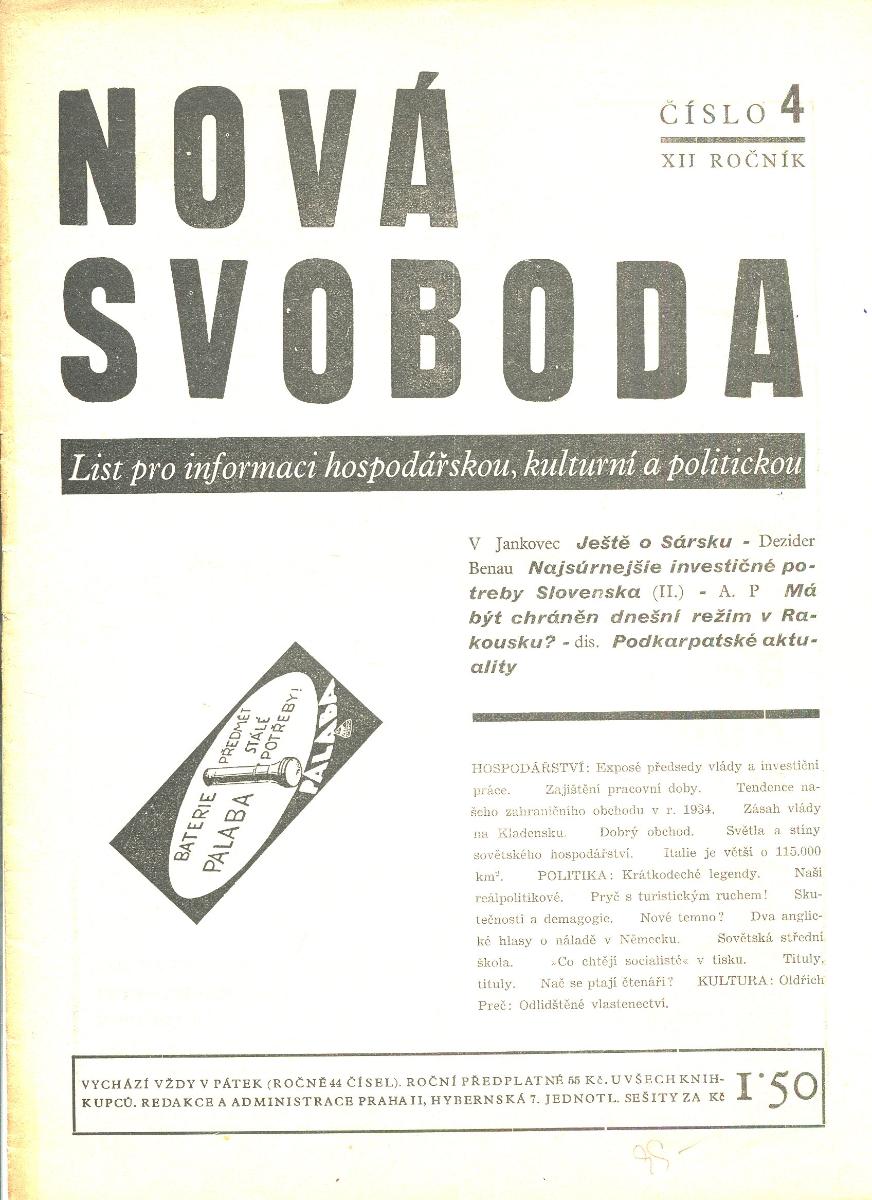 NOVÁ
SVOBODA
ČÍSLO 4
XII ROČNÍK
List pro informaci hospodářskou, kulturní a politickou
V Jankovec Ještě o Sársku - Dezider
Benau Najsúrnejšie investičné po-
treby Slovenska (II.) - A. P Má
být chráněn dnešní režim v Ra-
kousku? - dis. Podkarpatské aktu-
ality
BATERIE
PALABA
PŘEDMĚT
STÁLÉ
POTŘEBY!
PALABA
HOSPODÁŘSTVÍ: Exposé předsedy vlády a investiční
práce. Zajištění pracovní doby. Tendence na-
šeho zahraničního obchodu v r. 1934. Zásah vlády
na Kladensku. Dobrý obchod. Světla a stíny
sovětského hospodářství. Italie je větší o 115.000
km². POLITIKA: Krátkodeché legendy. Naši
reálpolitikové. Pryč s turistickým ruchem! Sku-
tečnosti a demagogie. Nové temno? Dva anglic-
ké hlasy o náladě v Německu. Sovětská střední
škola. »Co chtějí socialisté« v tisku. Tituly,
tituly. Nač se ptají čtenáři? KULTURA: Oldřich
Preč: Odlidštěné vlastenectví.
VYCHÁZÍ VŽDY V PÁTEK (ROČNĚ 44 ČÍSEL). ROČNÍ PŘEDPLATNÉ 55 Kč. U VŠECH KNIH-
KUPCŮ. REDAKCE A ADMINISTRACE PRAHA II, HYBERNSKÁ 7. JEDNOTL. SEŠITY ZA Kč
1·50